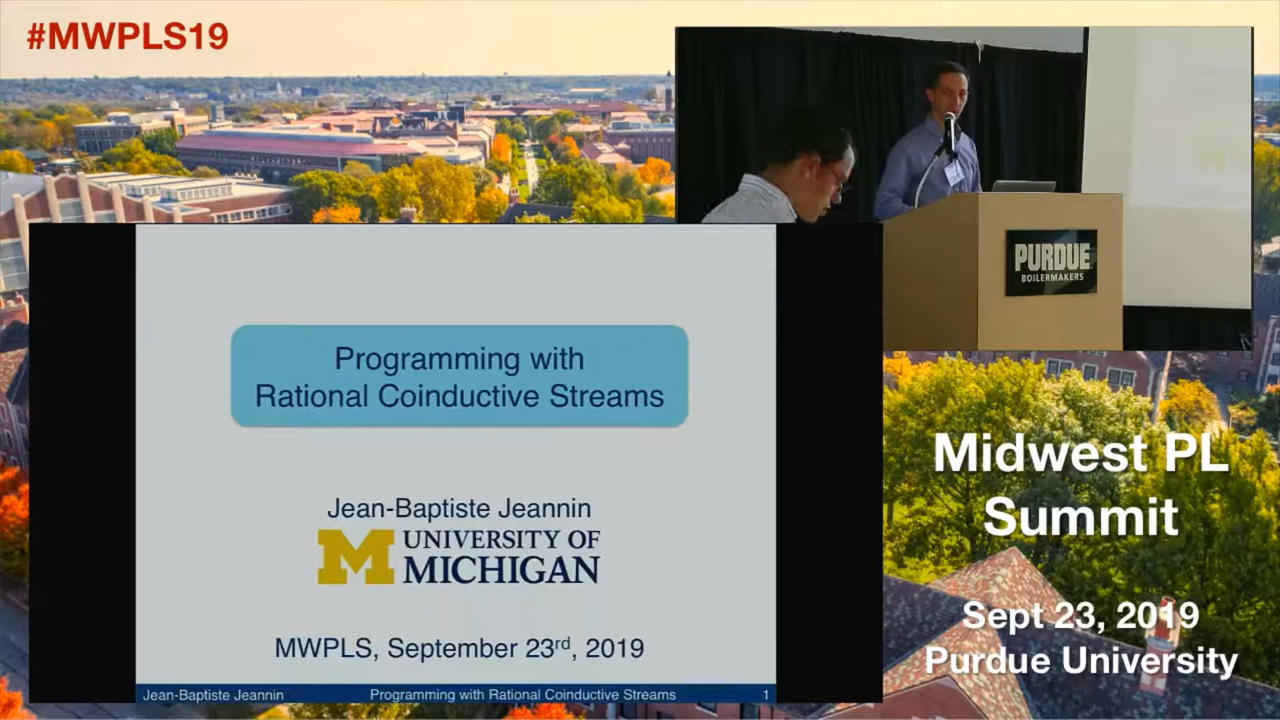 #MWPLS19
PURDUE
BOILERMAKERS
Programming with
Rational Coinductive Streams
Jean-Baptiste Jeannin
M UNIVERSITY OF
MICHIGAN
MWPLS, September 23rd, 2019
Jean-Baptiste Jeannin Programming with Rational Coinductive Streams 1
Midwest PL
Summit
Sept 23, 2019
Purdue University